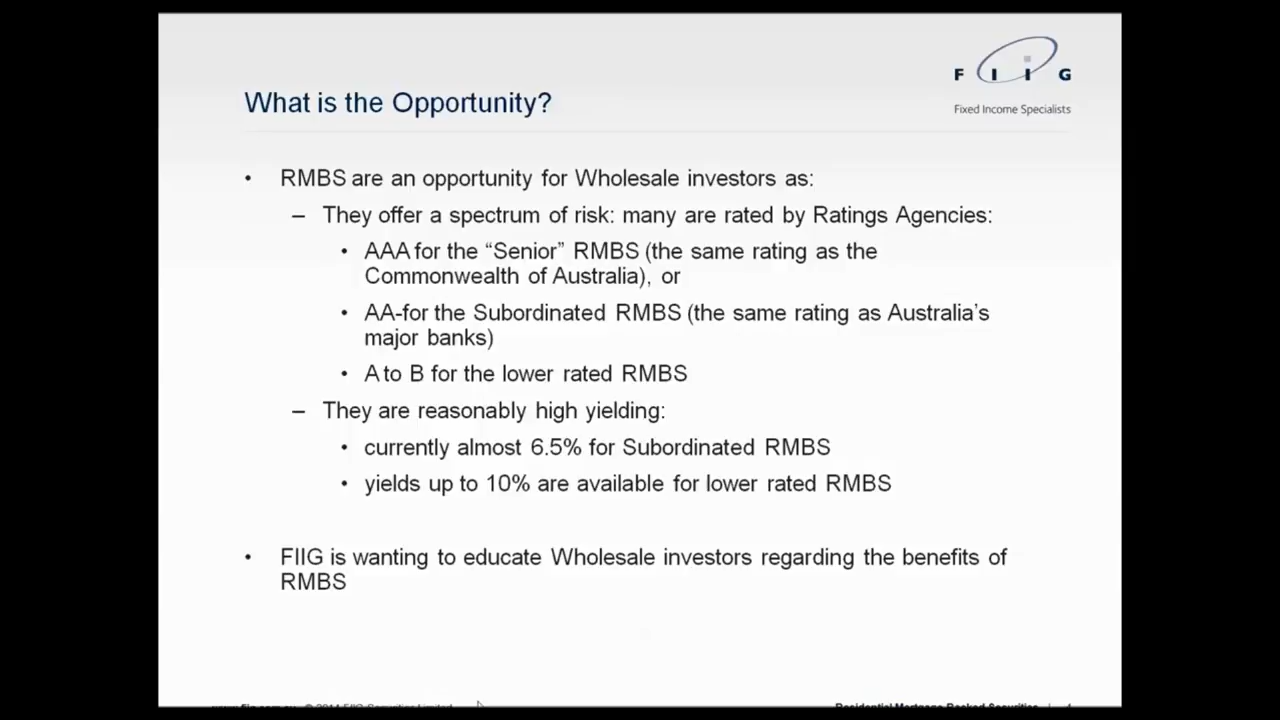 F I I G
Fixed Income Specialists
What is the Opportunity?
• RMBS are an opportunity for Wholesale investors as:
– They offer a spectrum of risk: many are rated by Ratings Agencies:
• AAA for the “Senior” RMBS (the same rating as the
Commonwealth of Australia), or
• AA-for the Subordinated RMBS (the same rating as Australia’s
major banks)
• A to B for the lower rated RMBS
– They are reasonably high yielding:
• currently almost 6.5% for Subordinated RMBS
• yields up to 10% are available for lower rated RMBS
• FIIG is wanting to educate Wholesale investors regarding the benefits of
RMBS
Residential Mortgage Backed Securities |